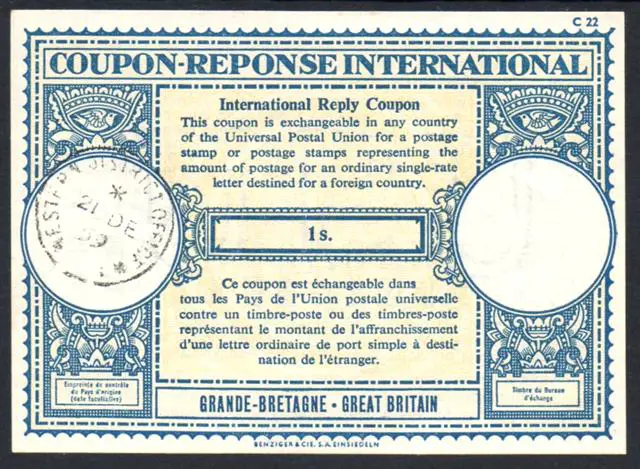 C 22
COUPON-REPONSE INTERNATIONAL
International Reply Coupon
This coupon is exchangeable in any country
of the Universal Postal Union for a postage
stamp or postage stamps representing the
amount of postage for an ordinary single-rate
letter destined for a foreign country.
WESTERN DISTRICT OFFICE
21 DE
59
1s.
Ce coupon est échangeable dans
tous les Pays de l'Union postale universelle
contre un timbre-poste ou des timbres-poste
représentant le montant de l'affranchissement
d'une lettre ordinaire de port simple à desti-
nation de l'étranger.
Empreinte de contrôle
du Pays d'origine
(date facultative)
Timbre du Bureau
d'échange
GRANDE-BRETAGNE • GREAT BRITAIN
BENZIGER & CIE. S.A. EINSIEDELN